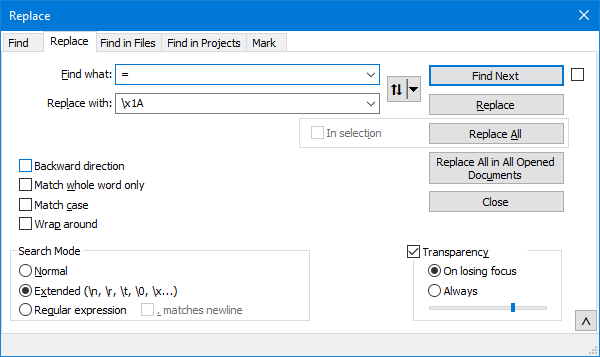 Replace
Find Replace Find in Files Find in Projects Mark
Find what: =
Find Next
Replace with: \x1A
Replace
In selection
Replace All
Backward direction
Replace All in All Opened
Documents
Match whole word only
Match case
Close
Wrap around
Search Mode
Transparency
Normal
On losing focus
Extended (\n, \r, \t, \0, \x...)
Always
Regular expression
. matches newline